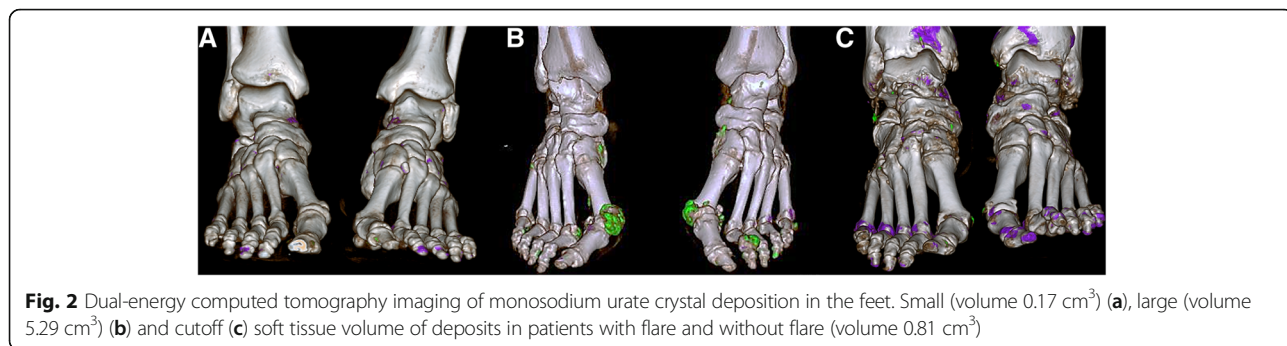 A B C
Fig. 2 Dual-energy computed tomography imaging of monosodium urate crystal deposition in the feet. Small (volume 0.17 cm³) (a), large (volume
5.29 cm³) (b) and cutoff (c) soft tissue volume of deposits in patients with flare and without flare (volume 0.81 cm³)